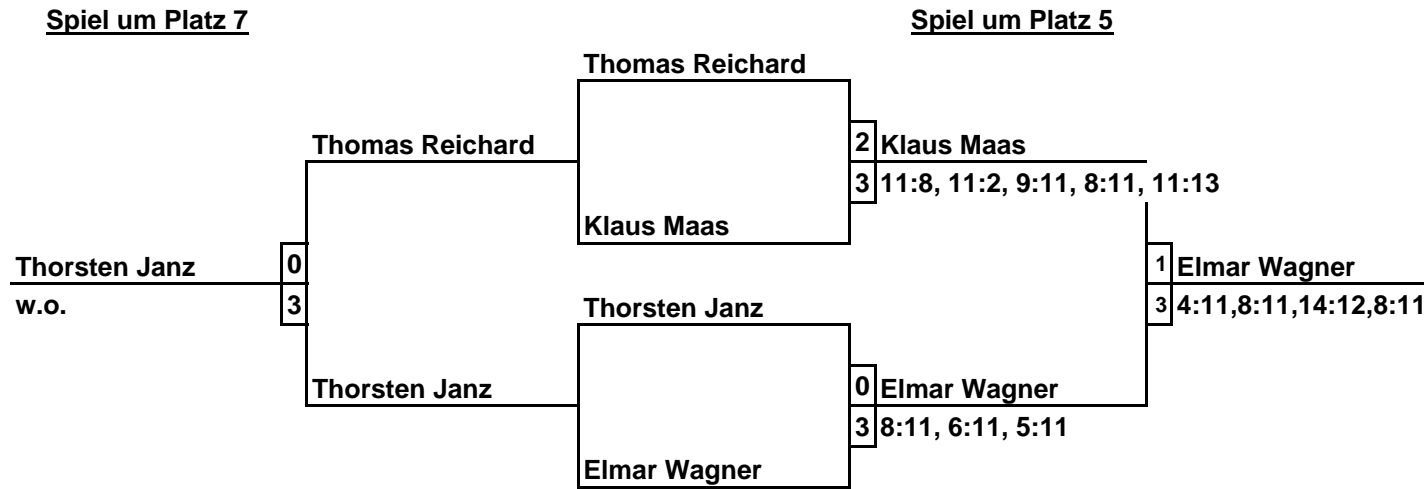 Spiel um Platz 7 Spiel um Platz 5
Thomas Reichard
Thomas Reichard 2 Klaus Maas
3 11:8, 11:2, 9:11, 8:11, 11:13
Klaus Maas
Thorsten Janz 0 1 Elmar Wagner
w.o. 3 Thorsten Janz 3 4:11,8:11,14:12,8:11
Thorsten Janz 0 Elmar Wagner
3 8:11, 6:11, 5:11
Elmar Wagner